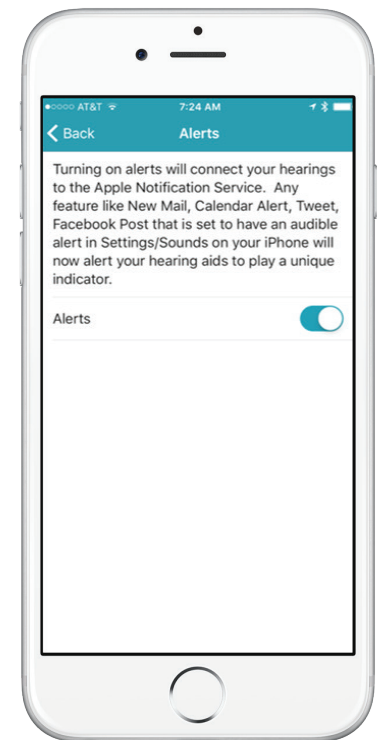 AT&T 7:24 AM
Back Alerts
Turning on alerts will connect your hearings
to the Apple Notification Service. Any
feature like New Mail, Calendar Alert, Tweet,
Facebook Post that is set to have an audible
alert in Settings/Sounds on your iPhone will
now alert your hearing aids to play a unique
indicator.
Alerts